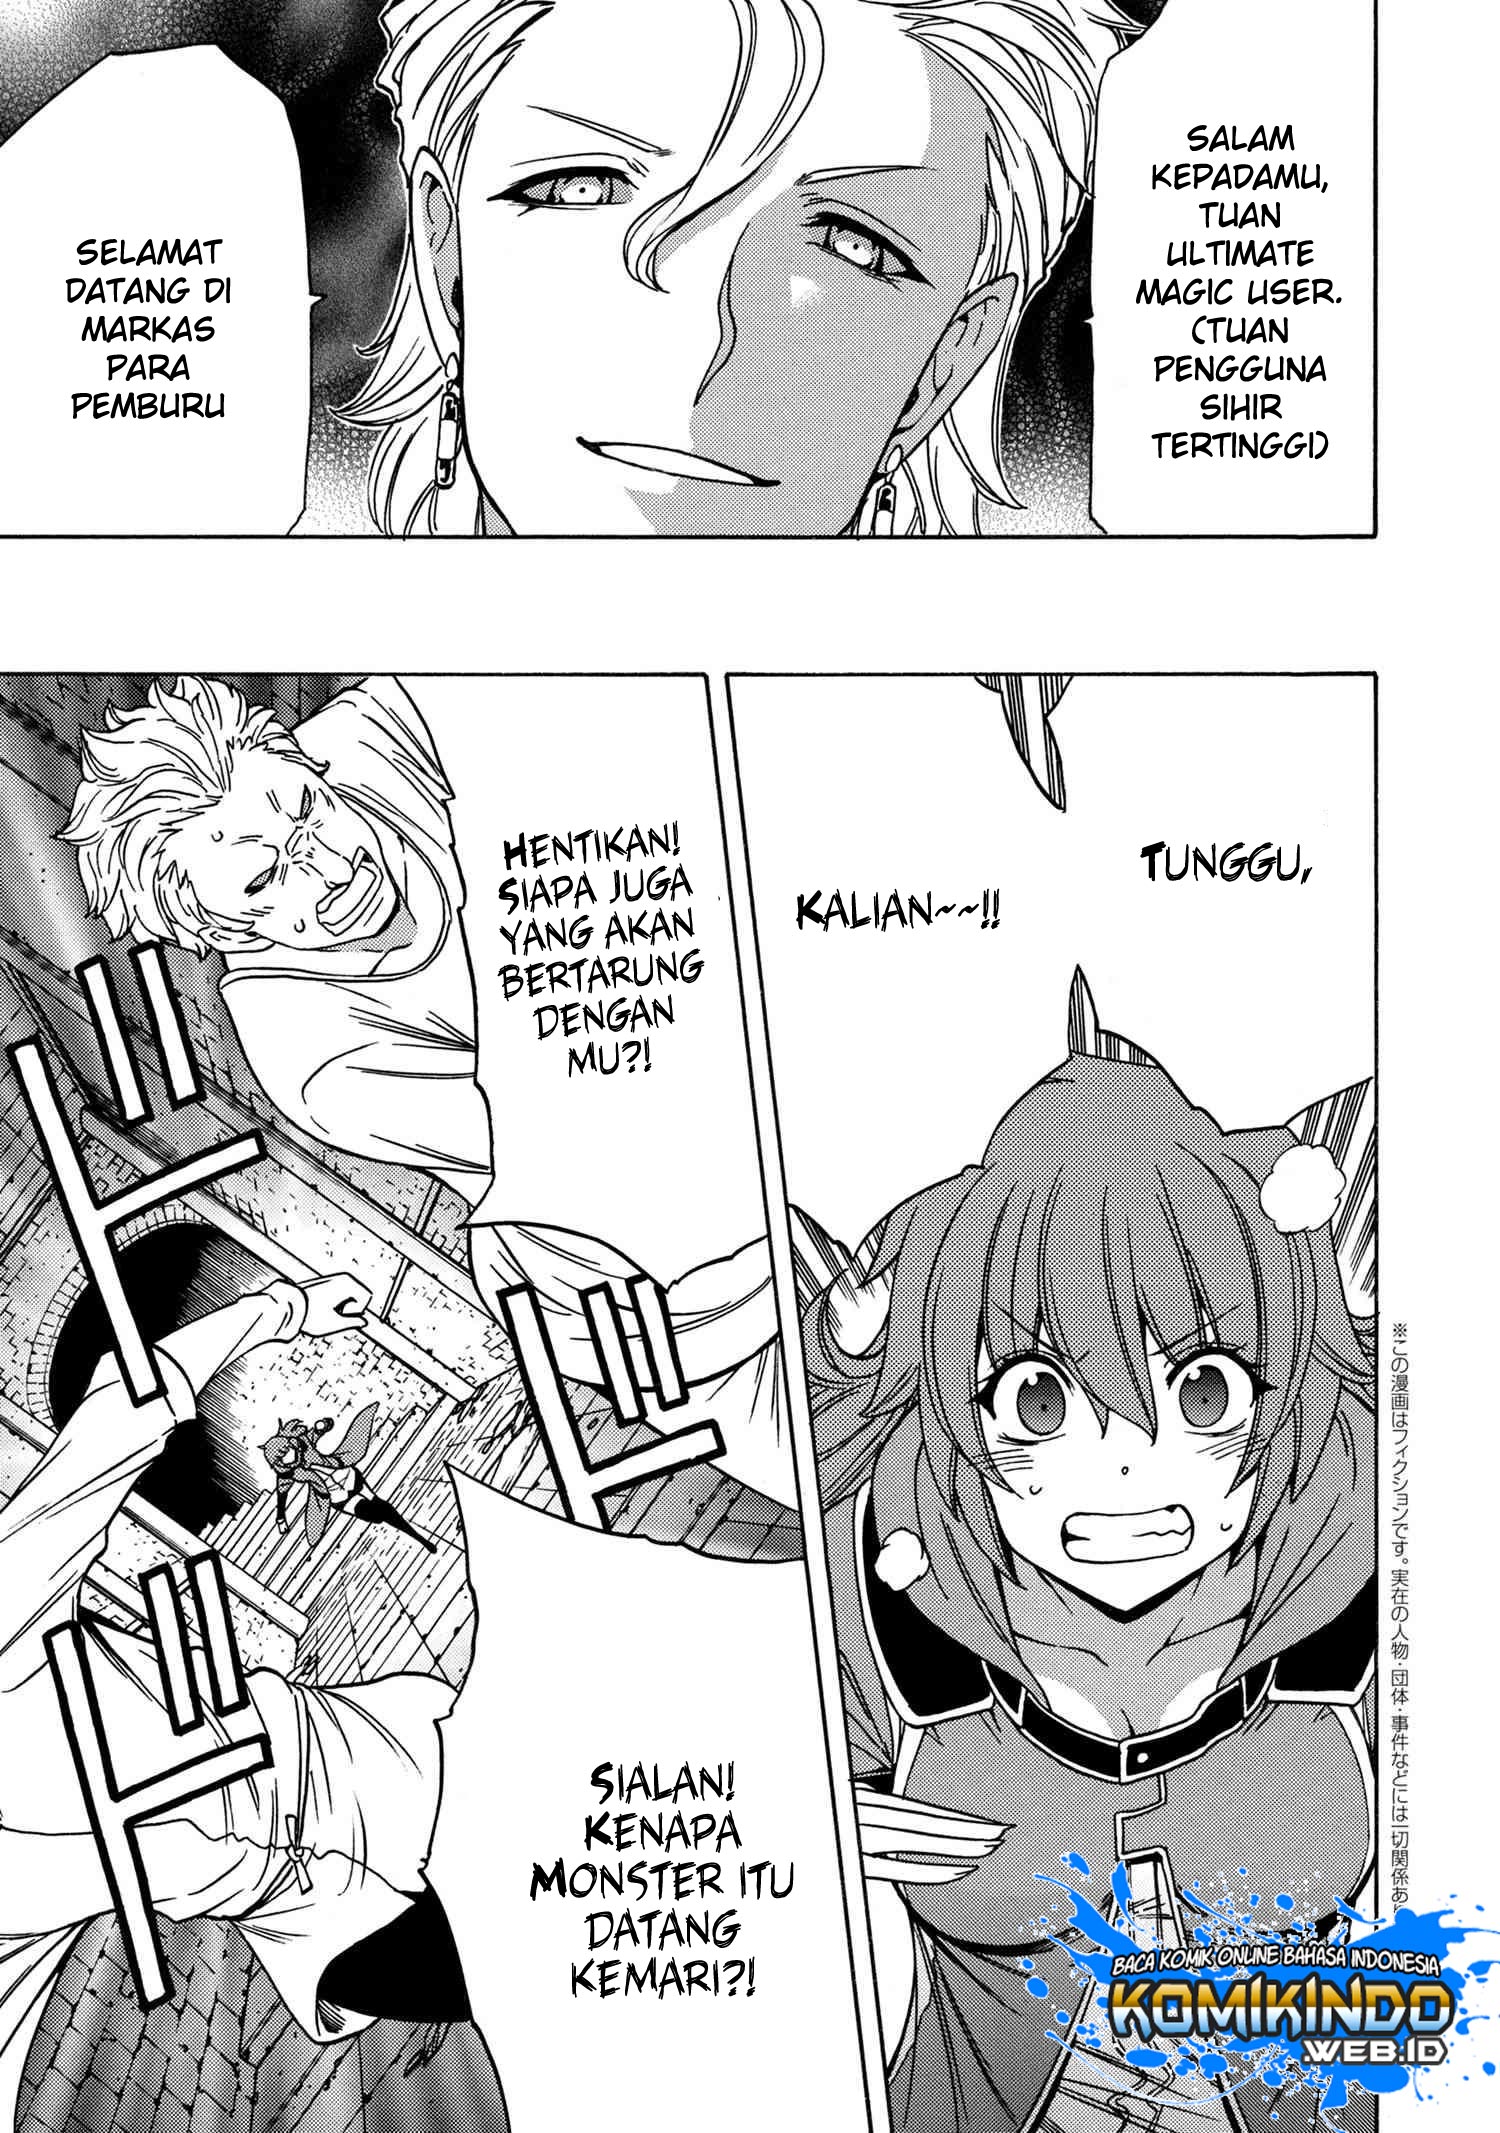 SALAM
KEPADAMU,
TUAN
ULTIMATE
MAGIC USER.
(TUAN
PENGGUNA
SIHIR
TERTINGGI)
SELAMAT
DATANG DI
MARKAS
PARA
PEMBURU
TUNGGU,
KALIAN~~!!
HENTIKAN!
SIAPA JUGA
YANG AKAN
BERTARUNG
DENGAN
MU?!
ドド
ドド
SIALAN!
KENAPA
MONSTER ITU
DATANG
KEMARI?!
※この漫画はフィクションです。実在の人物・団体・事件などには一切関係あ
BACA KOMIK ONLINE BAHASA INDONESIA
KOMIKINDO
WEB.ID